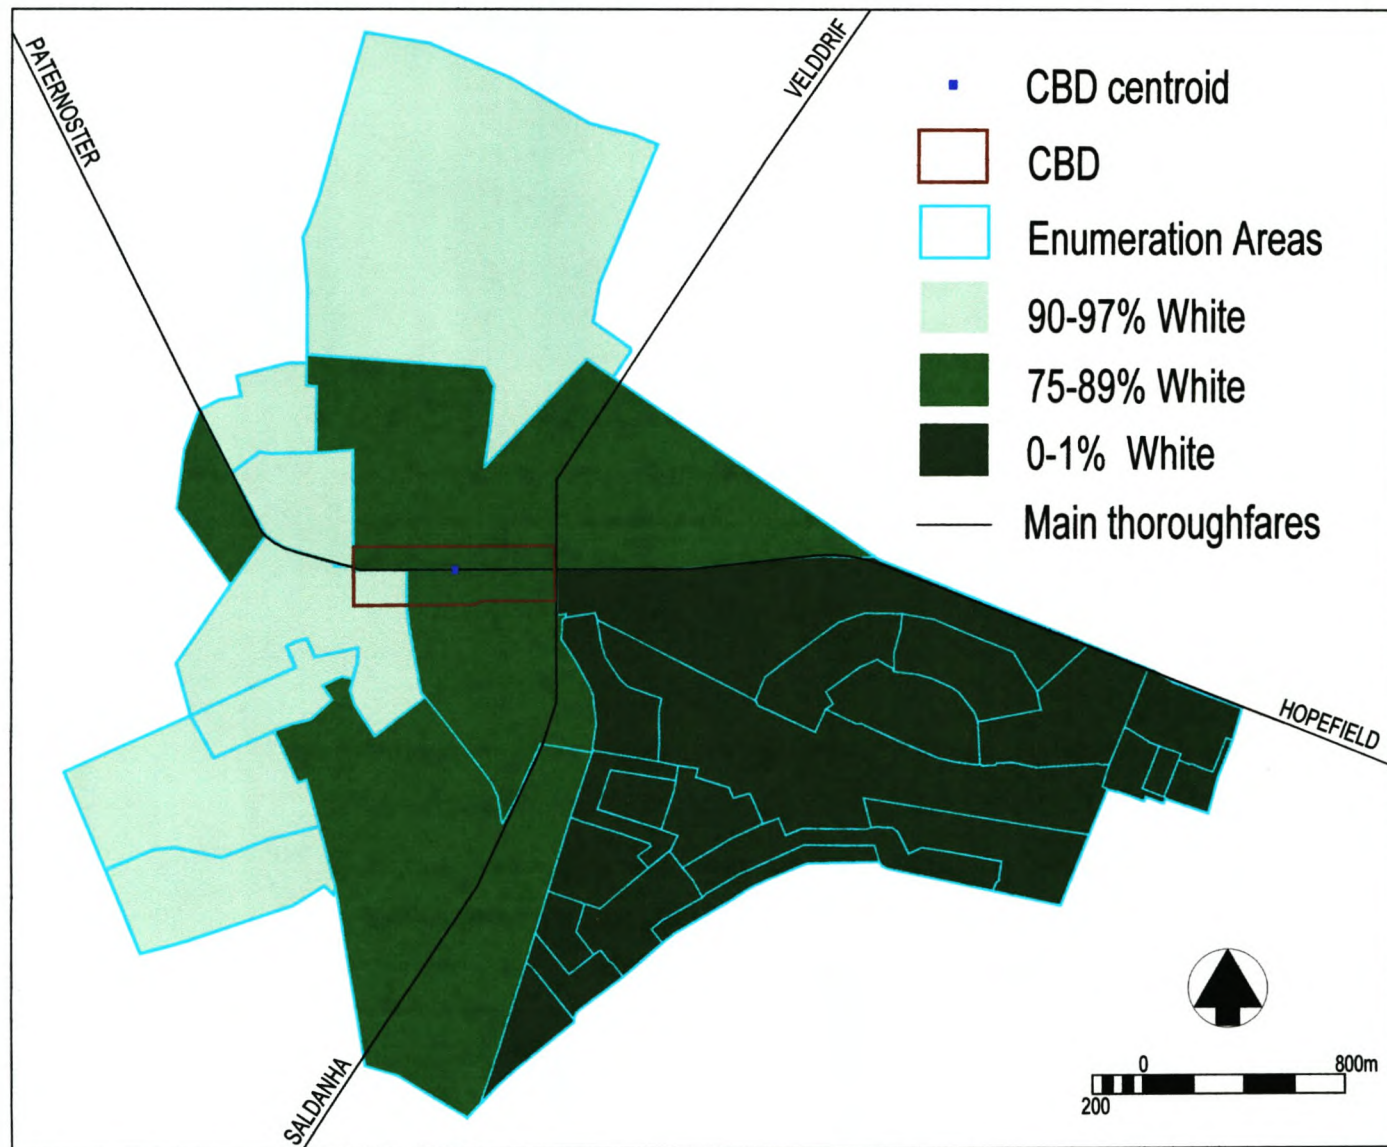 PATERNOSTER
VELDDRIF
CBD centroid
CBD
Enumeration Areas
90-97% White
75-89% White
0-1% White
Main thoroughfares
HOPEFIELD
SALDANHA
0 800m
200